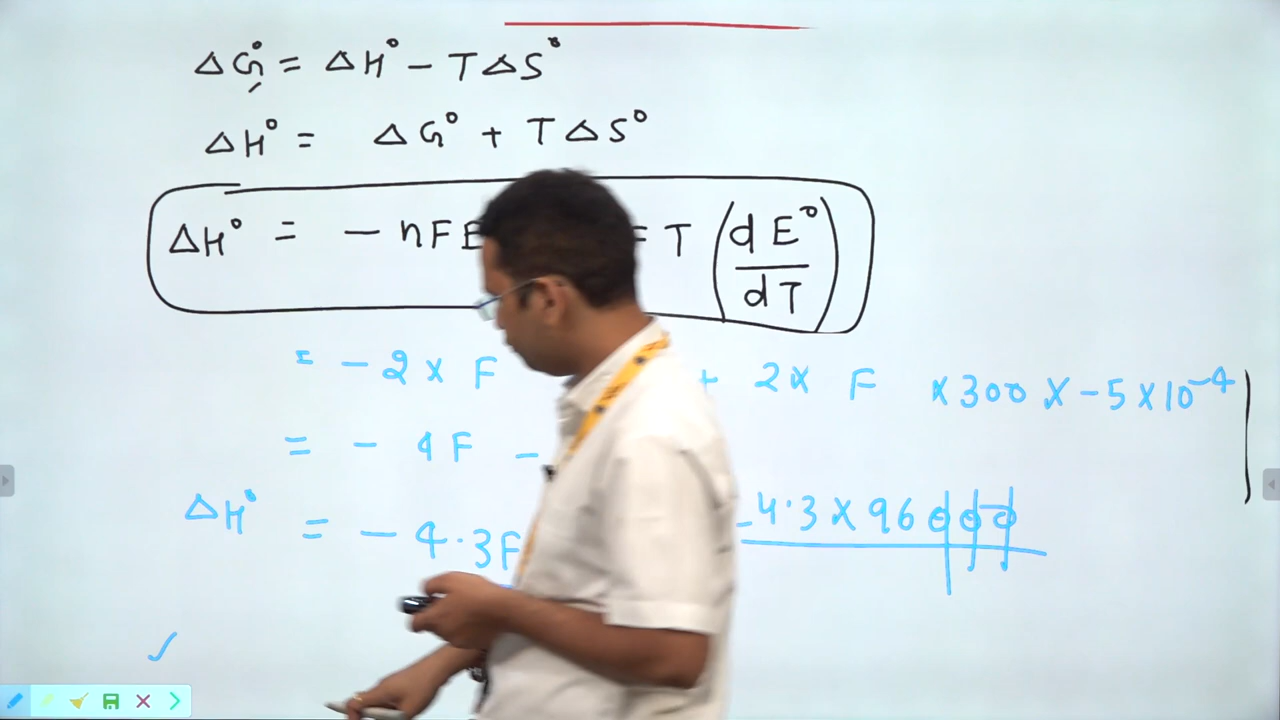 ΔG° = ΔH° - TΔS°
ΔH° = ΔG° + TΔS°
ΔH° = - nFE T (dE°/dT)
= - 2 × F + 2 × F × 300 × - 5 × 10⁻⁴
= - 4F -
ΔH° = - 4.3F - 4.3 × 96000